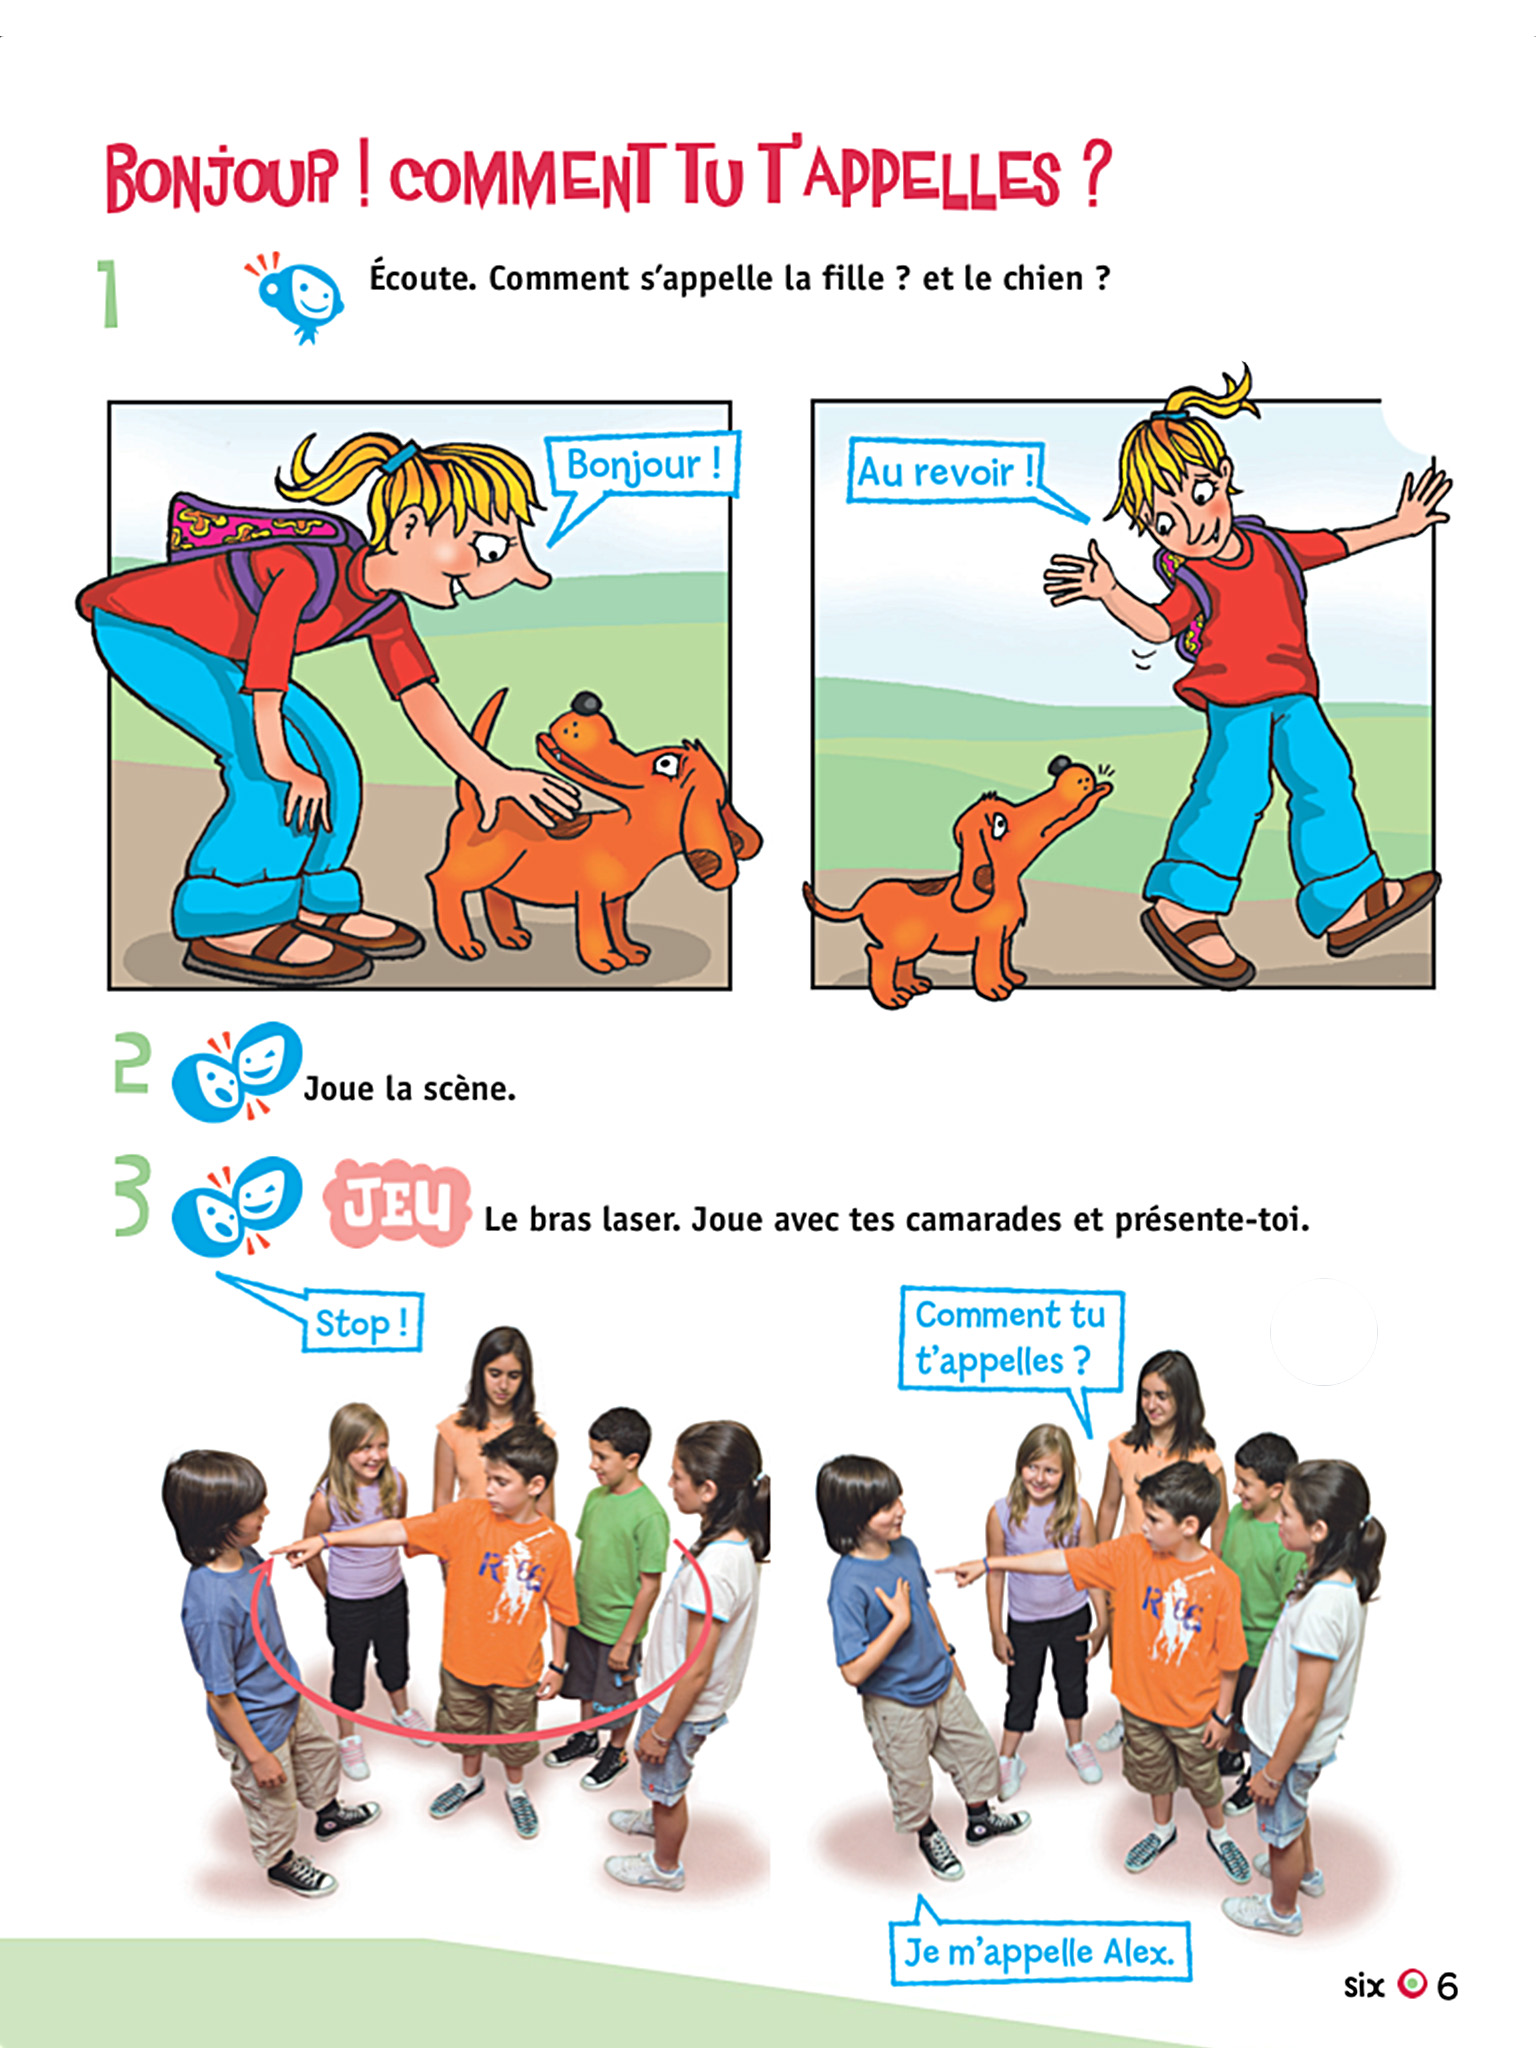 BONJOUR ! COMMENT TU T'APPELLES ?
1 Écoute. Comment s'appelle la fille ? et le chien ?
Bonjour !
Au revoir !
2 Joue la scène.
3 JEU Le bras laser. Joue avec tes camarades et présente-toi.
Stop !
Comment tu
t'appelles ?
Je m'appelle Alex.
six 6